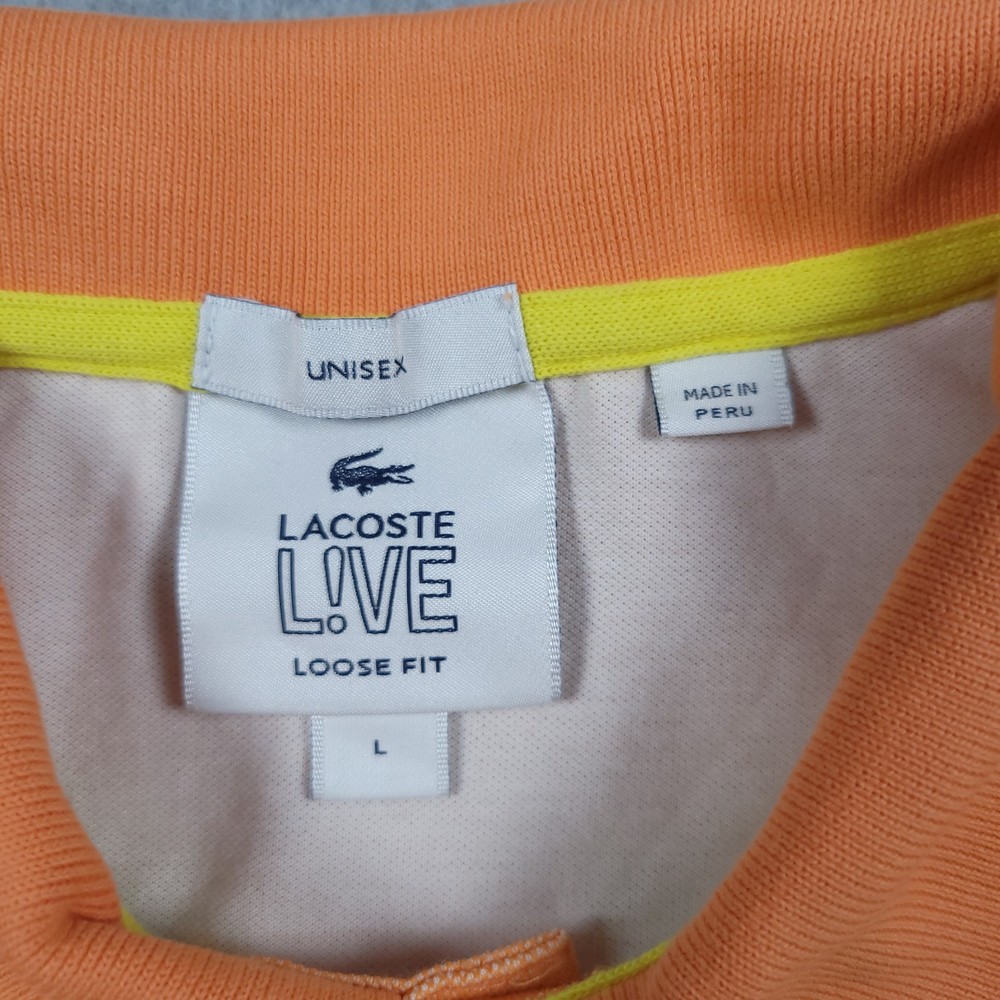 UNISEX
MADE IN
PERU
LACOSTE
L!VE
LOOSE FIT
L